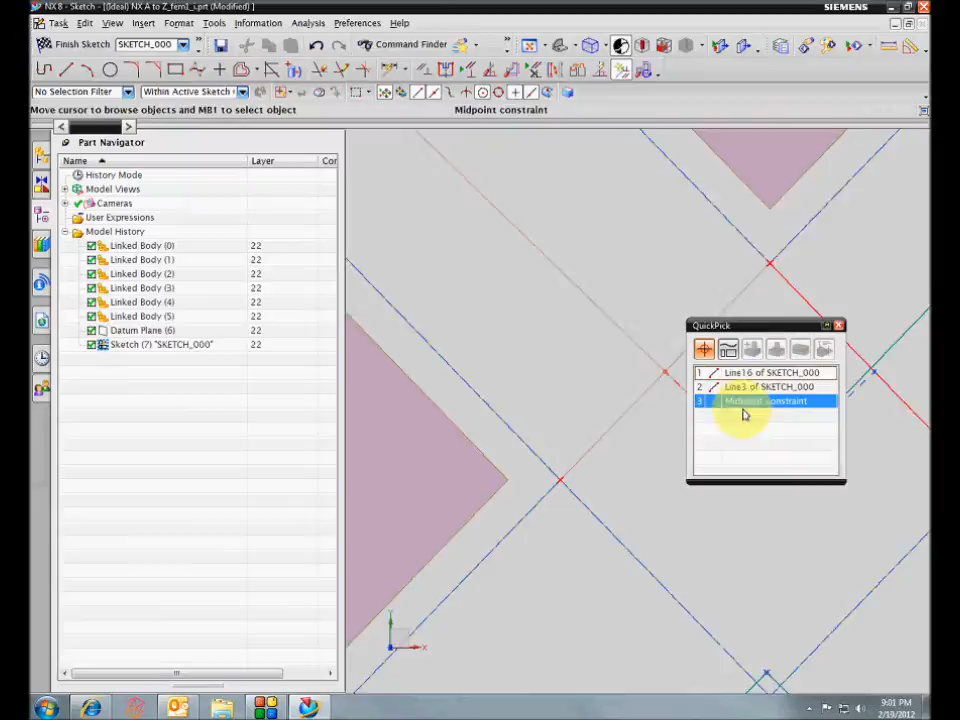 NX 8 - Sketch - [(Ideal) NX A to Z_fem1_i.prt (Modified) ]
SIEMENS
Task Edit View Insert Format Tools Information Analysis Preferences Help
Finish Sketch SKETCH_000 Command Finder
No Selection Filter Within Active Sketch
Move cursor to browse objects and MB1 to select object Midpoint constraint
Part Navigator
Name Layer Cor
History Mode
Model Views
Cameras
User Expressions
Model History
Linked Body (0) 22
Linked Body (1) 22
Linked Body (2) 22
Linked Body (3) 22
Linked Body (4) 22
Linked Body (5) 22
Datum Plane (6) 22
Sketch (7) "SKETCH_000" 22
QuickPick
1 Line16 of SKETCH_000
2 Line3 of SKETCH_000
3 Midpoint constraint
Y
X
9:01 PM
2/19/2012